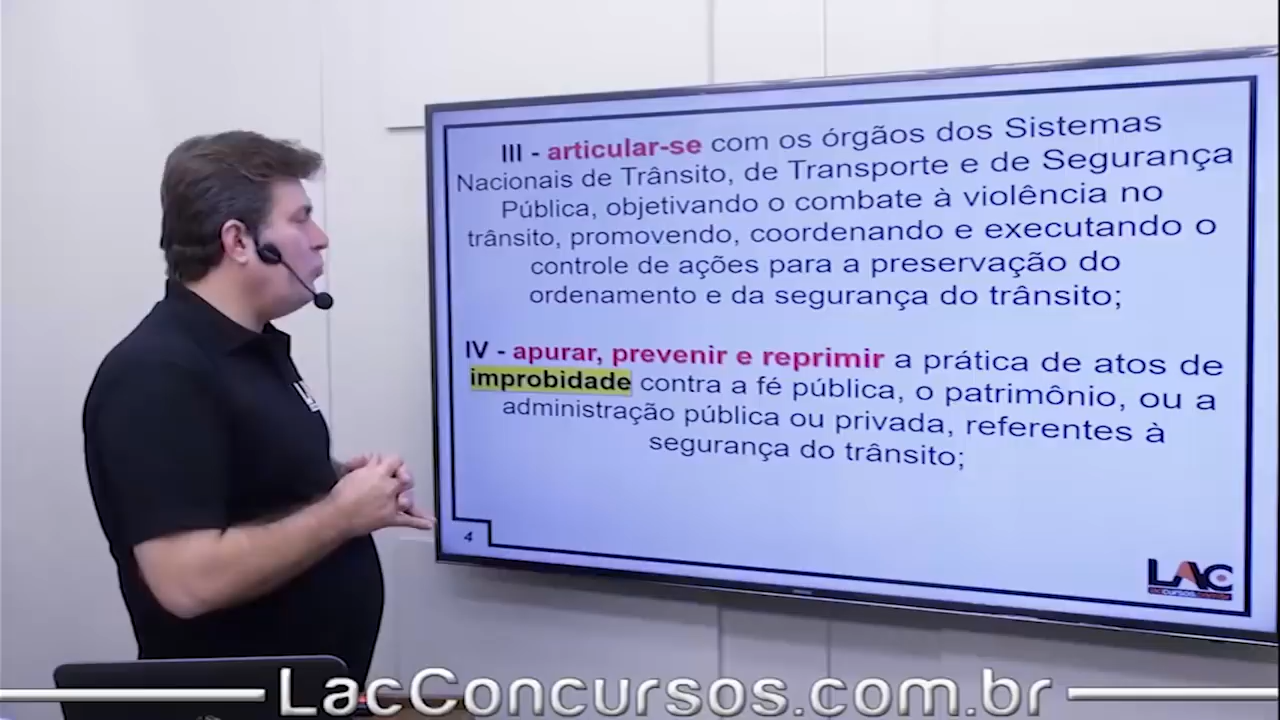 III - articular-se com os órgãos dos Sistemas
Nacionais de Trânsito, de Transporte e de Segurança
Pública, objetivando o combate à violência no
trânsito, promovendo, coordenando e executando o
controle de ações para a preservação do
ordenamento e da segurança do trânsito;
IV - apurar, prevenir e reprimir a prática de atos de
improbidade contra a fé pública, o patrimônio, ou a
administração pública ou privada, referentes à
segurança do trânsito;
4
LAC
LacConcursos.com.br